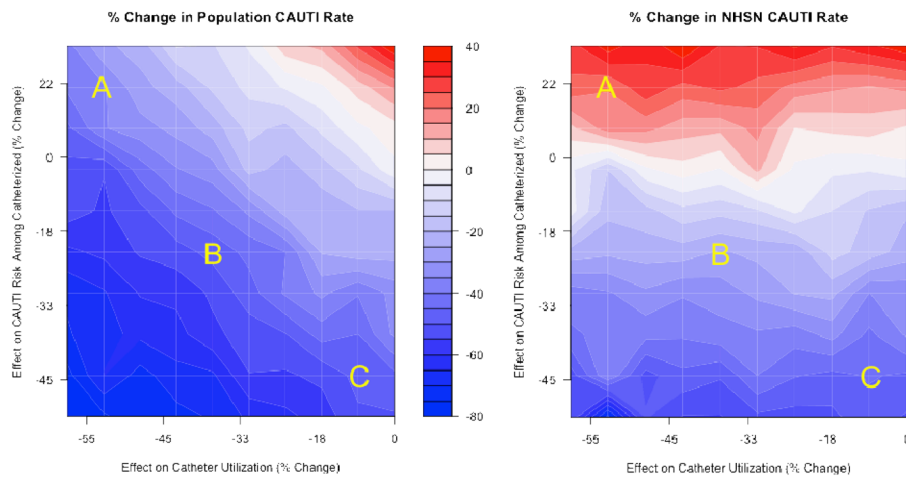 % Change in Population CAUTI Rate
% Change in NHSN CAUTI Rate
Effect on CAUTI Risk Among Catheterized (% Change)
22
0
-18
-33
-45
A
B
C
-55
-45
-33
-18
0
Effect on Catheter Utilization (% Change)
40
20
0
-20
-40
-60
-80
Effect on CAUTI Risk Among Catheterized (% Change)
22
0
-18
-33
-45
A
B
C
-55
-45
-33
-18
0
Effect on Catheter Utilization (% Change)